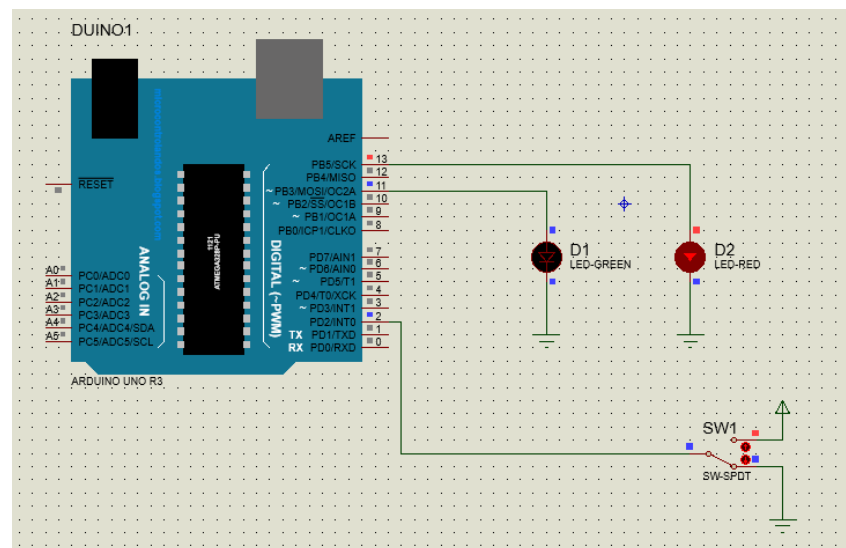 DUINO1
microcontrolandos.blogspot.com
AREF
PB5/SCK 13
PB4/MISO 12
~ PB3/MOSI/OC2A 11
~ PB2/SS/OC1B 10
~ PB1/OC1A 9
PB0/ICP1/CLKO 8
PD7/AIN1 7
~ PD6/AIN0 6
~ PD5/T1 5
PD4/T0/XCK 4
~ PD3/INT1 3
PD2/INT0 2
TX PD1/TXD 1
RX PD0/RXD 0
RESET
A0 PC0/ADC0
A1 PC1/ADC1
A2 PC2/ADC2
A3 PC3/ADC3
A4 PC4/ADC4/SDA
A5 PC5/ADC5/SCL
ANALOG IN
ATMEGA328P-PU
1121
DIGITAL (~PWM)
ARDUINO UNO R3
D1
LED-GREEN
D2
LED-RED
SW1
SW-SPDT